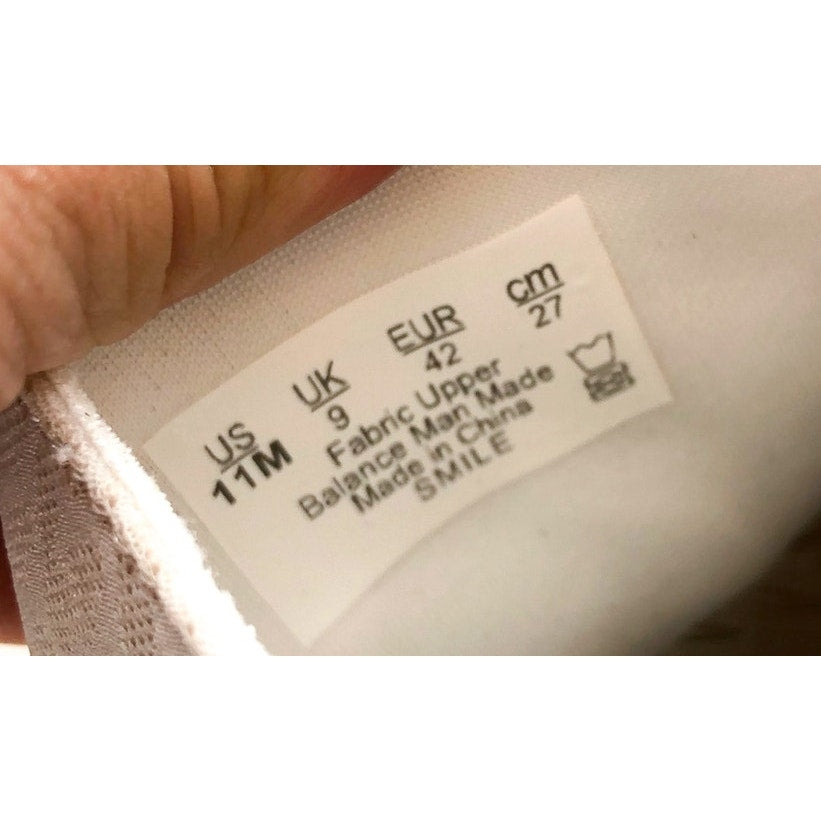 US UK EUR cm
11M 9 42 27
Fabric Upper
Balance Man Made
Made in China
SMILE